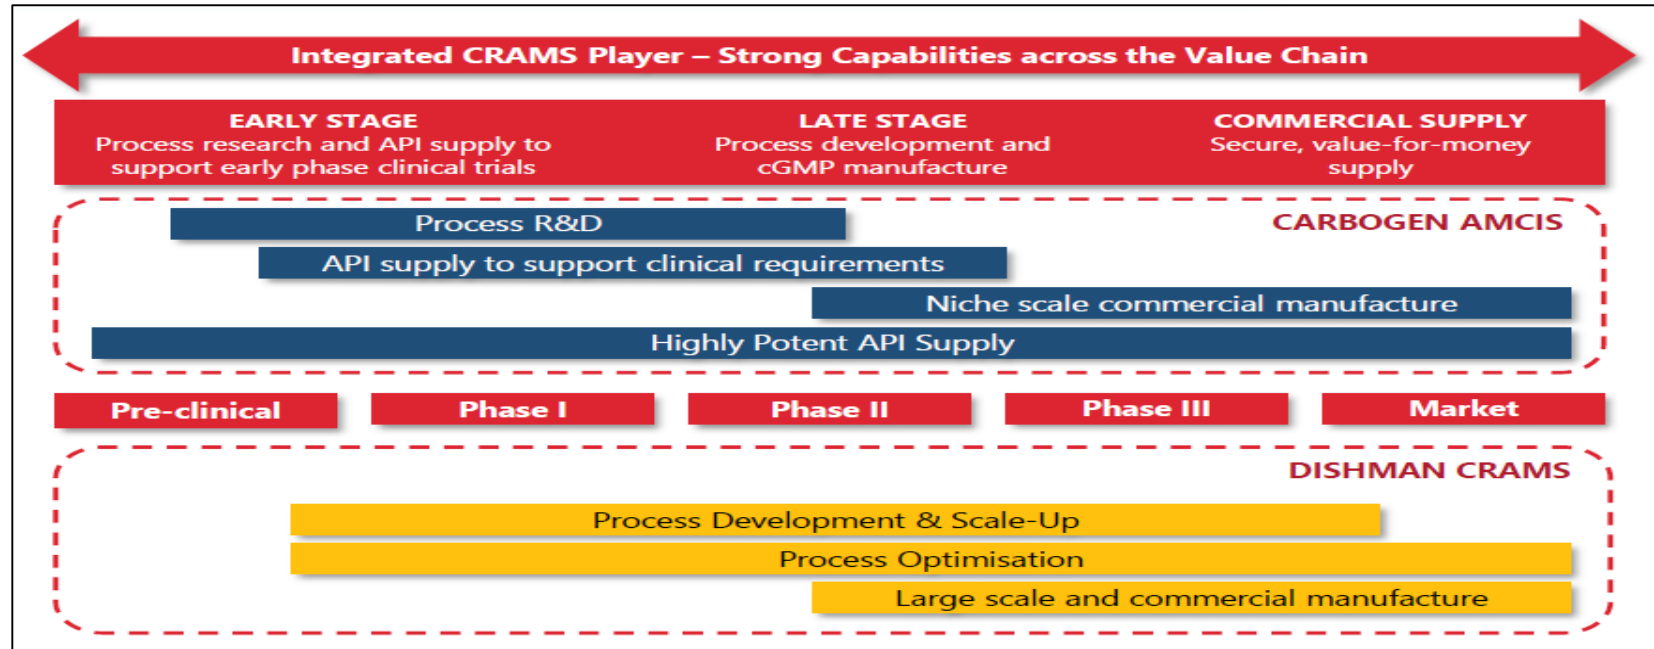 Integrated CRAMS Player – Strong Capabilities across the Value Chain
EARLY STAGE
Process research and API supply to
support early phase clinical trials
LATE STAGE
Process development and
cGMP manufacture
COMMERCIAL SUPPLY
Secure, value-for-money
supply
CARBOGEN AMCIS
Process R&D
API supply to support clinical requirements
Niche scale commercial manufacture
Highly Potent API Supply
Pre-clinical
Phase I
Phase II
Phase III
Market
DISHMAN CRAMS
Process Development & Scale-Up
Process Optimisation
Large scale and commercial manufacture